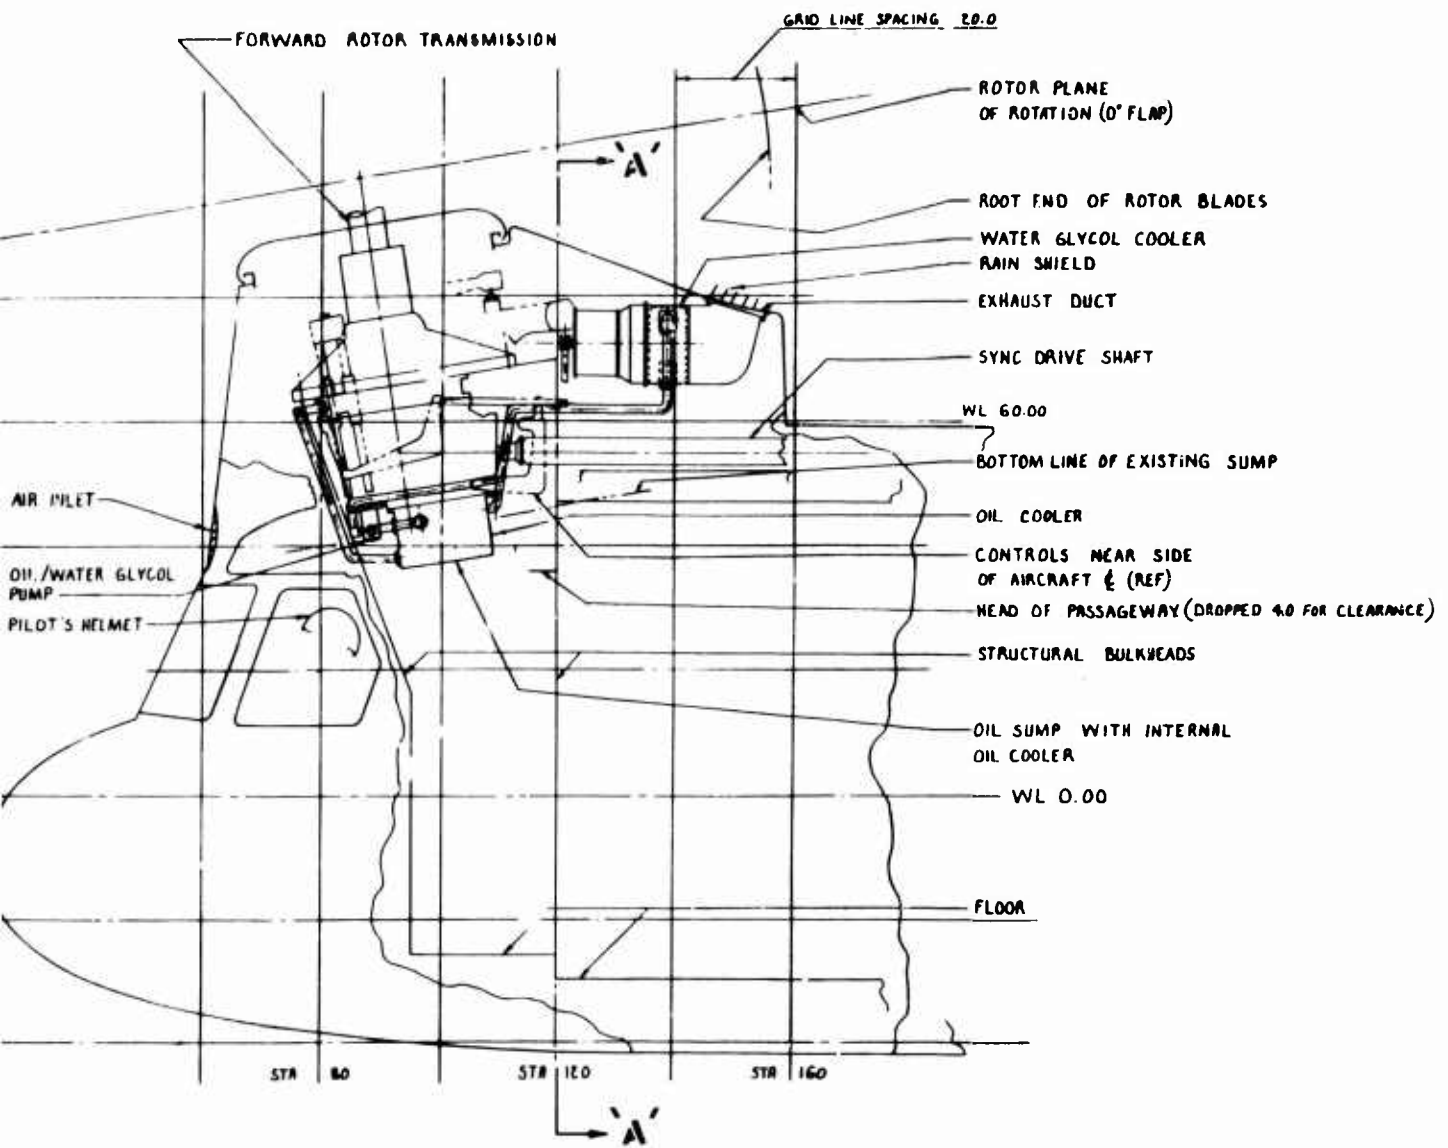 GRID LINE SPACING 20.0
FORWARD ROTOR TRANSMISSION
ROTOR PLANE
OF ROTATION (0° FLAP)
'A'
ROOT END OF ROTOR BLADES
WATER GLYCOL COOLER
RAIN SHIELD
EXHAUST DUCT
SYNC DRIVE SHAFT
WL 60.00
BOTTOM LINE OF EXISTING SUMP
AIR INLET
OIL COOLER
CONTROLS NEAR SIDE
OF AIRCRAFT ℄ (REF)
OIL/WATER GLYCOL
PUMP
HEAD OF PASSAGEWAY (DROPPED 4.0 FOR CLEARANCE)
PILOT'S HELMET
STRUCTURAL BULKHEADS
OIL SUMP WITH INTERNAL
OIL COOLER
WL 0.00
FLOOR
STA 80
STA 120
STA 160
'A'